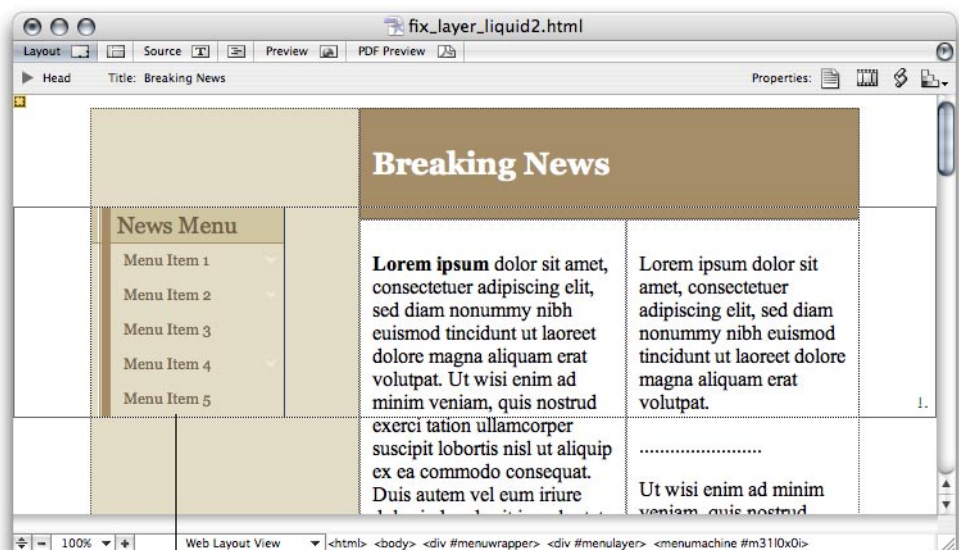 fix_layer_liquid2.html
Layout Source T Preview PDF Preview
Head Title: Breaking News Properties:
Breaking News
News Menu
Menu Item 1
Menu Item 2
Menu Item 3
Menu Item 4
Menu Item 5
Lorem ipsum dolor sit amet,
consectetuer adipiscing elit,
sed diam nonummy nibh
euismod tincidunt ut laoreet
dolore magna aliquam erat
volutpat. Ut wisi enim ad
minim veniam, quis nostrud
exerci tation ullamcorper
suscipit lobortis nisl ut aliquip
ex ea commodo consequat.
Duis autem vel eum iriure
Lorem ipsum dolor sit
amet, consectetuer
adipiscing elit, sed diam
nonummy nibh euismod
tincidunt ut laoreet dolore
magna aliquam erat
volutpat.
........................
Ut wisi enim ad minim
veniam, quis nostrud
100% Web Layout View <html> <body> <div #menuwrapper> <div #menulayer> <menumachine #m31l0x0i>